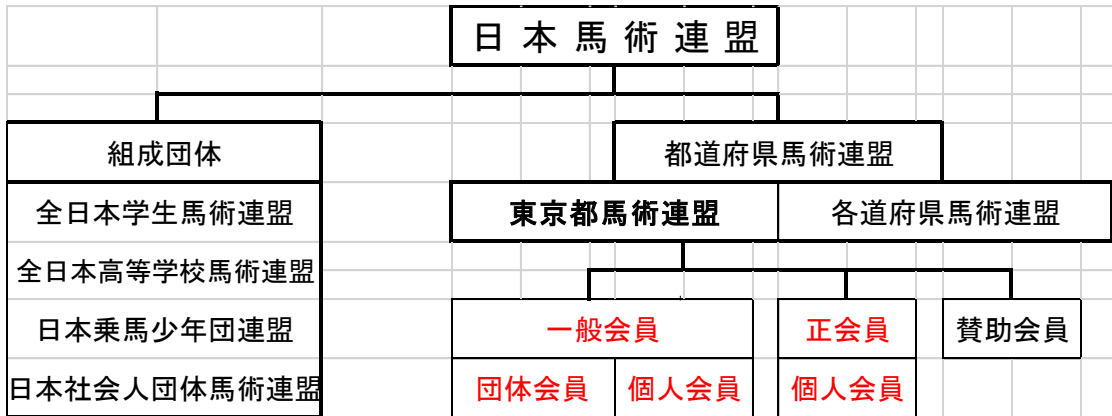 日本馬術連盟
組成団体 都道府県馬術連盟
全日本学生馬術連盟 東京都馬術連盟 各道府県馬術連盟
全日本高等学校馬術連盟
日本乗馬少年団連盟 一般会員 正会員 賛助会員
日本社会人団体馬術連盟 団体会員 個人会員 個人会員